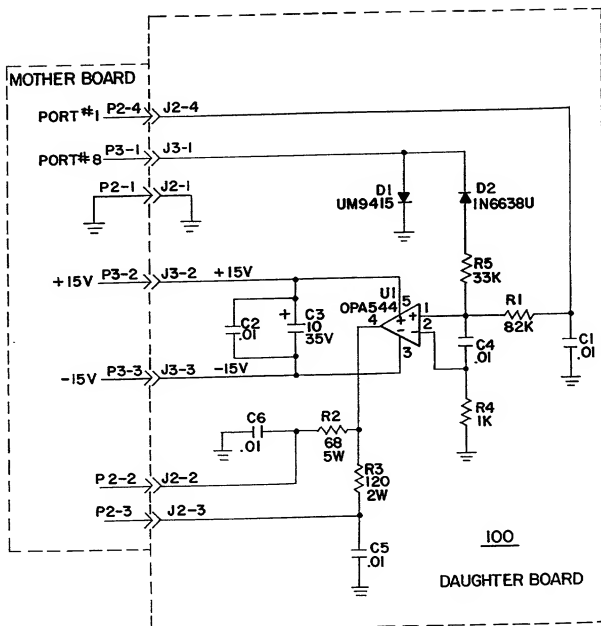 MOTHER BOARD
PORT #1 P2-4 J2-4
PORT#8 P3-1 J3-1
P2-1 J2-1
D1
UM9415
D2
1N6638U
R5
33K
+15V P3-2 J3-2 +15V
U1
OPA544
5
4
+
-
+
-
1
2
3
R1
82K
C2
.01
+
C3
10
35V
C4
.01
C1
.01
-15V P3-3 J3-3 -15V
R4
1K
C6
.01
R2
68
5W
R3
120
2W
P2-2 J2-2
P2-3 J2-3
C5
.01
100
DAUGHTER BOARD